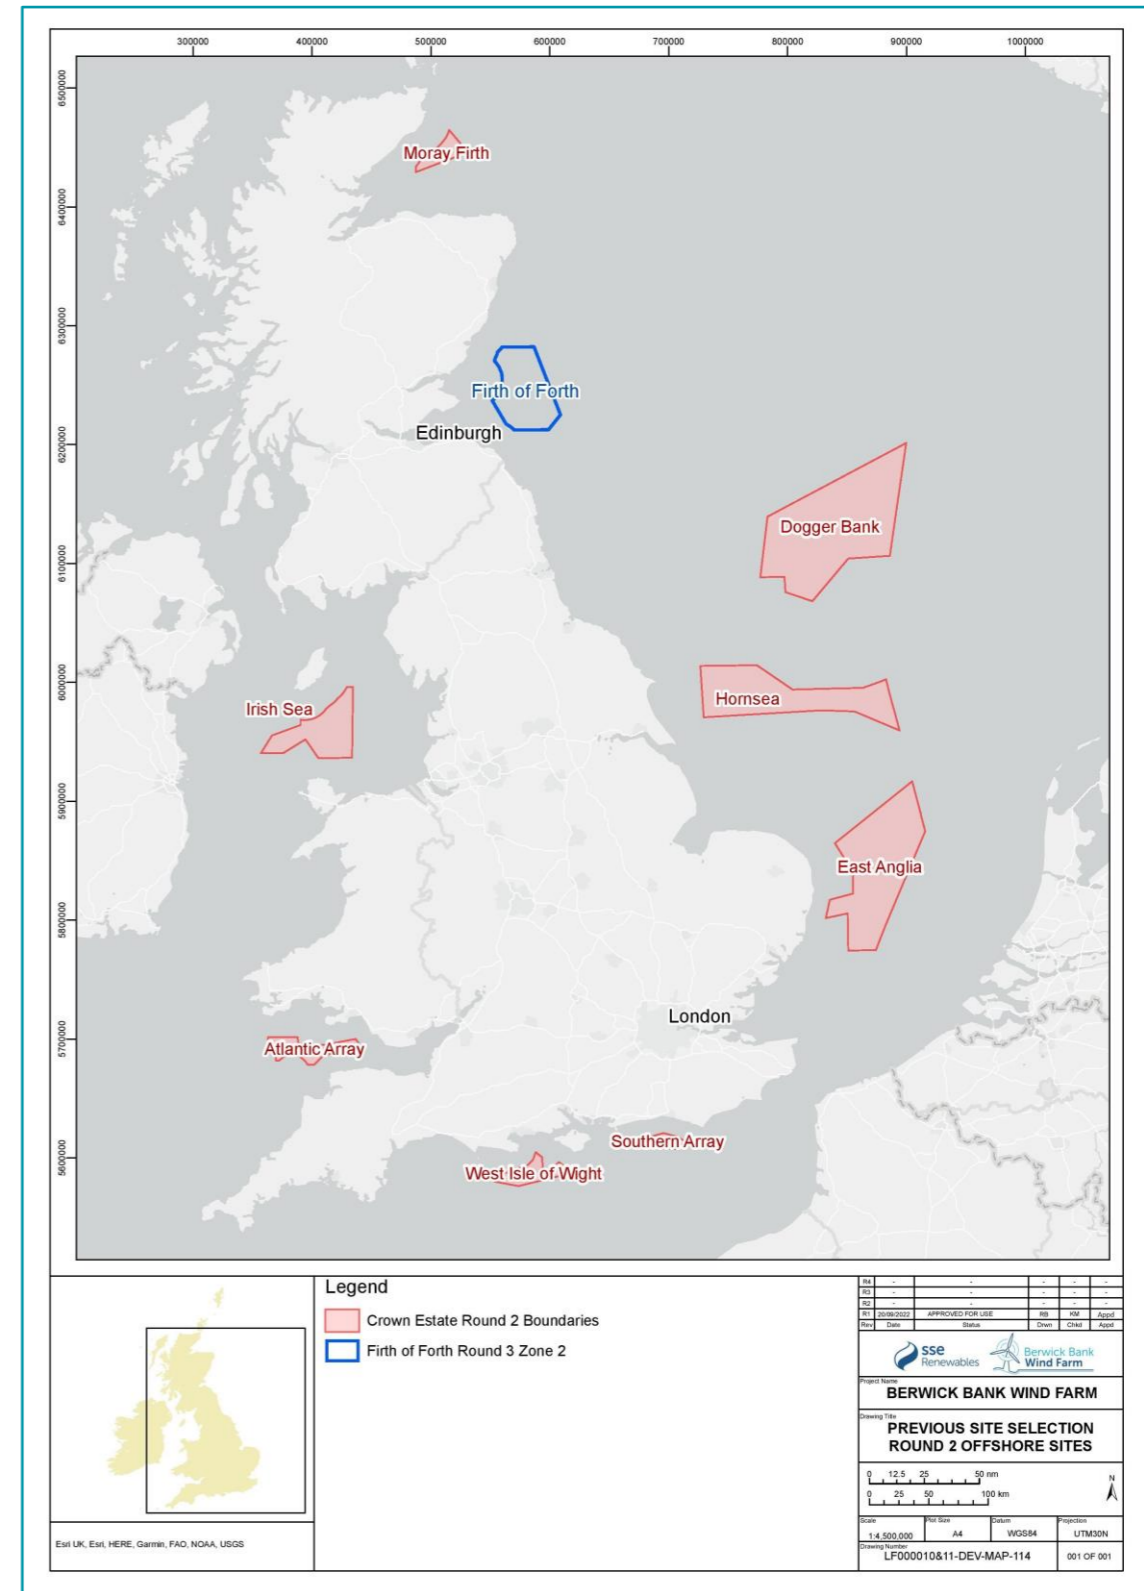 300000 400000 500000 600000 700000 800000 900000 1000000
6500000
6400000
6300000
6200000
6100000
6000000
5900000
5800000
5700000
5600000
Moray Firth
Firth of Forth
Edinburgh
Dogger Bank
Hornsea
Irish Sea
East Anglia
London
Atlantic Array
Southern Array
West Isle of Wight
Legend
Crown Estate Round 2 Boundaries
Firth of Forth Round 3 Zone 2
Esri UK, Esri, HERE, Garmin, FAO, NOAA, USGS
R4 - - - - -
R3 - - - - -
R2 - - - - -
R1 20/09/2022 APPROVED FOR USE RB KM Appd
Rev Date Status Drwn Chkd Appd
sse
Renewables
Berwick Bank
Wind Farm
Project Name
BERWICK BANK WIND FARM
Drawing Title
PREVIOUS SITE SELECTION
ROUND 2 OFFSHORE SITES
0 12.5 25 50 nm
0 25 50 100 km
N
Scale Plot Size Datum Projection
1:4,500,000 A4 WGS84 UTM30N
Drawing Number
LF000010&11-DEV-MAP-114 001 OF 001